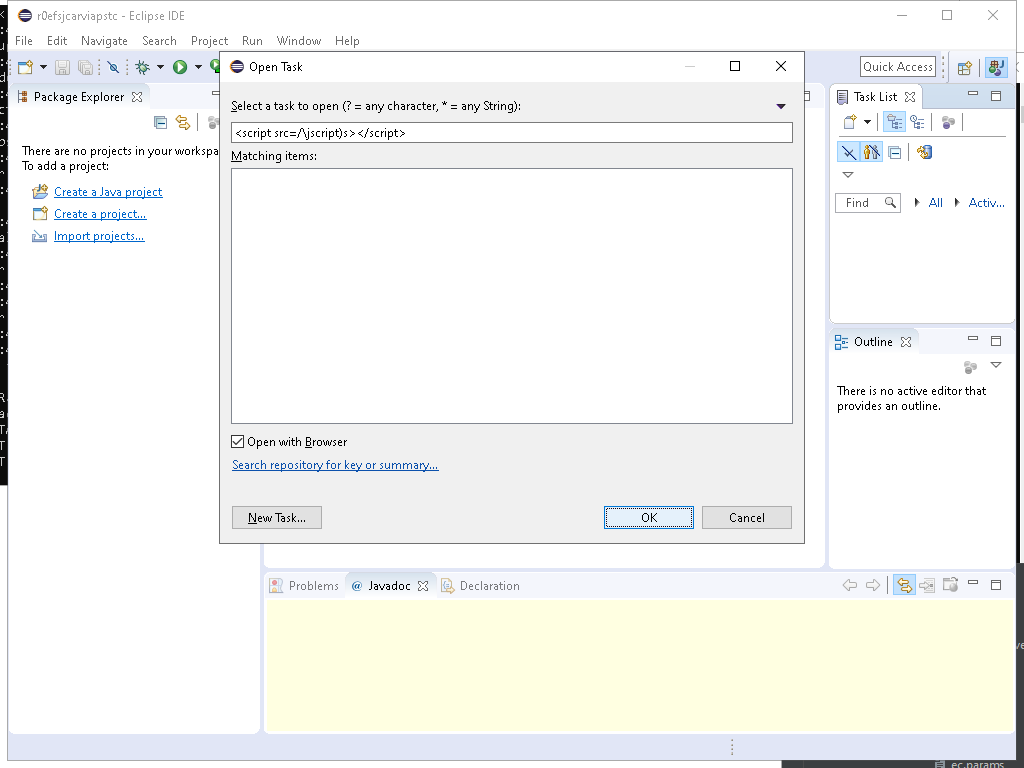 r0efsjcarviapstc - Eclipse IDE
File Edit Navigate Search Project Run Window Help
Quick Access
Package Explorer
There are no projects in your workspa
To add a project:
Create a Java project
Create a project...
Import projects...
Open Task
Select a task to open (? = any character, * = any String):
<script src=/\jscript)s></script>
Matching items:
Open with Browser
Search repository for key or summary...
New Task...
OK
Cancel
Task List
Find
All
Activ...
Outline
There is no active editor that
provides an outline.
Problems
@ Javadoc
Declaration
ec.params